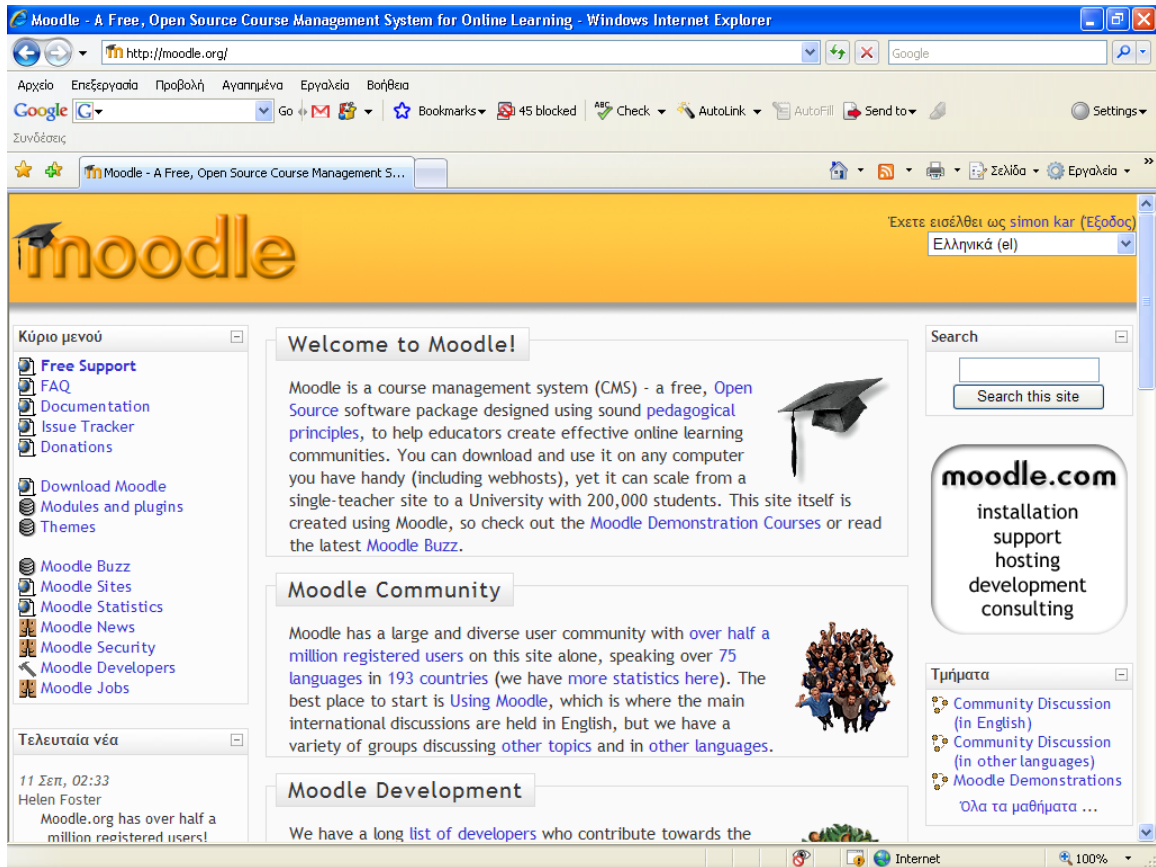 Moodle - A Free, Open Source Course Management System for Online Learning - Windows Internet Explorer
http://moodle.org/
Google
Αρχείο Επεξεργασία Προβολή Αγαπημένα Εργαλεία Βοήθεια
Google G Go Bookmarks 45 blocked ABC Check AutoLink AutoFill Send to Settings
Συνδέσεις
Moodle - A Free, Open Source Course Management S...
Σελίδα Εργαλεία »
moodle
Έχετε εισέλθει ως simon kar (Έξοδος)
Ελληνικά (el)
Κύριο μενού
Free Support
FAQ
Documentation
Issue Tracker
Donations
Download Moodle
Modules and plugins
Themes
Moodle Buzz
Moodle Sites
Moodle Statistics
Moodle News
Moodle Security
Moodle Developers
Moodle Jobs
Τελευταία νέα
11 Σεπ, 02:33
Helen Foster
Moodle.org has over half a
million registered users!
Welcome to Moodle!
Moodle is a course management system (CMS) - a free, Open
Source software package designed using sound pedagogical
principles, to help educators create effective online learning
communities. You can download and use it on any computer
you have handy (including webhosts), yet it can scale from a
single-teacher site to a University with 200,000 students. This site itself is
created using Moodle, so check out the Moodle Demonstration Courses or read
the latest Moodle Buzz.
Moodle Community
Moodle has a large and diverse user community with over half a
million registered users on this site alone, speaking over 75
languages in 193 countries (we have more statistics here). The
best place to start is Using Moodle, which is where the main
international discussions are held in English, but we have a
variety of groups discussing other topics and in other languages.
Moodle Development
We have a long list of developers who contribute towards the
Search
Search this site
moodle.com
installation
support
hosting
development
consulting
Τμήματα
Community Discussion
(in English)
Community Discussion
(in other languages)
Moodle Demonstrations
Όλα τα μαθήματα ...
Internet
100%